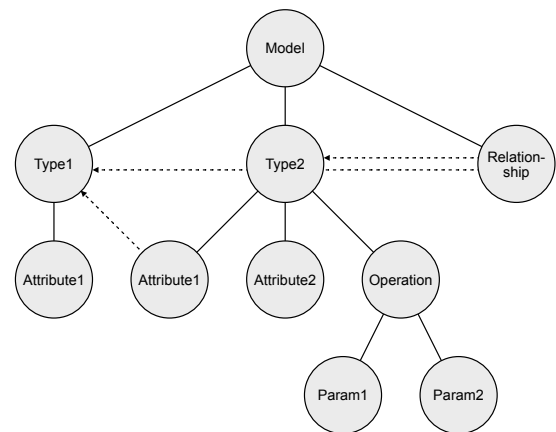 Model
Type1
Type2
Relation-
ship
Attribute1
Attribute1
Attribute2
Operation
Param1
Param2